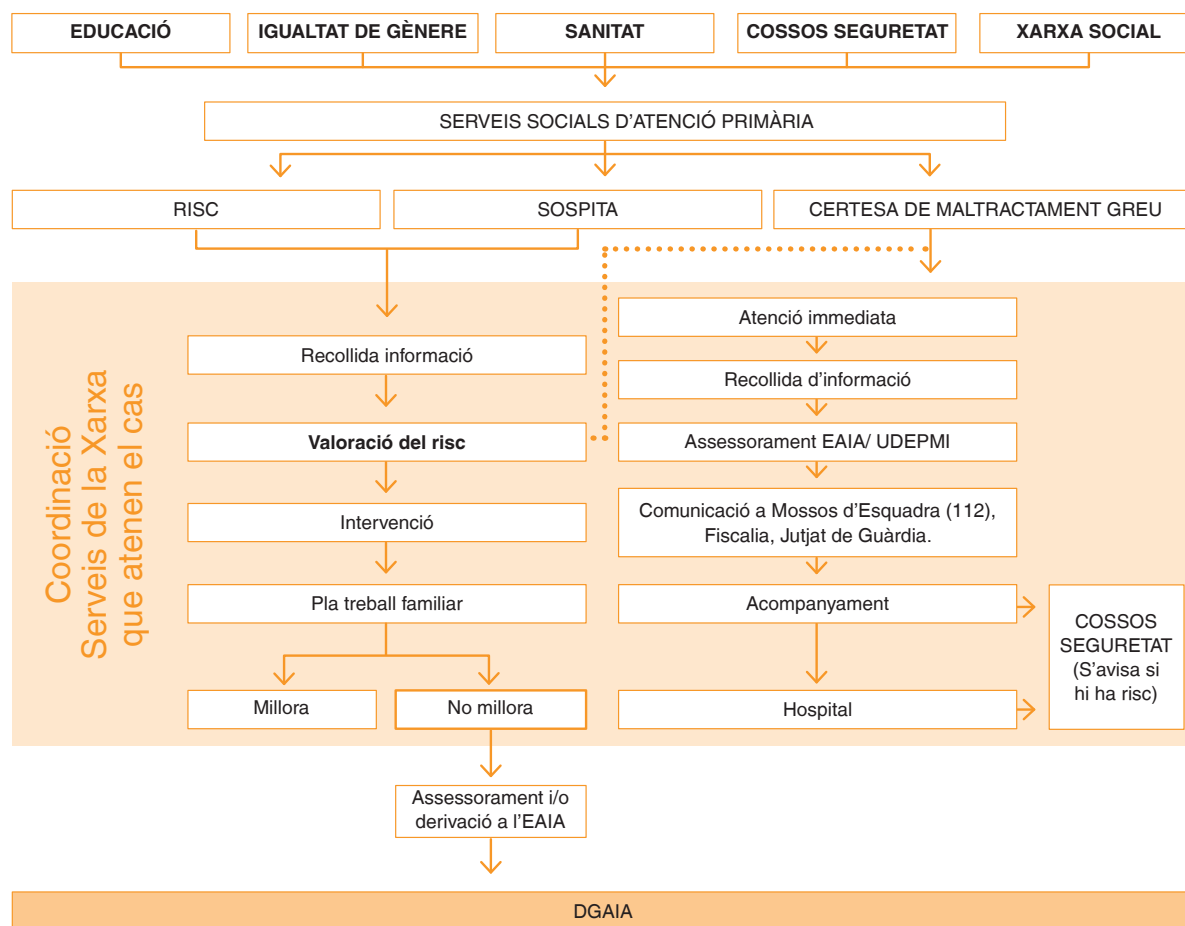 EDUCACIÓ
IGUALTAT DE GÈNERE
SANITAT
COSSOS SEGURETAT
XARXA SOCIAL
SERVEIS SOCIALS D'ATENCIÓ PRIMÀRIA
RISC
SOSPITA
CERTESA DE MALTRACTAMENT GREU
Coordinació
Serveis de la Xarxa
que atenen el cas
Recollida informació
Valoració del risc
Intervenció
Pla treball familiar
Millora
No millora
Atenció immediata
Recollida d'informació
Assessorament EAIA/ UDEPMI
Comunicació a Mossos d'Esquadra (112),
Fiscalia, Jutjat de Guàrdia.
Acompanyament
Hospital
COSSOS
SEGURETAT
(S'avisa si
hi ha risc)
Assessorament i/o
derivació a l'EAIA
DGAIA